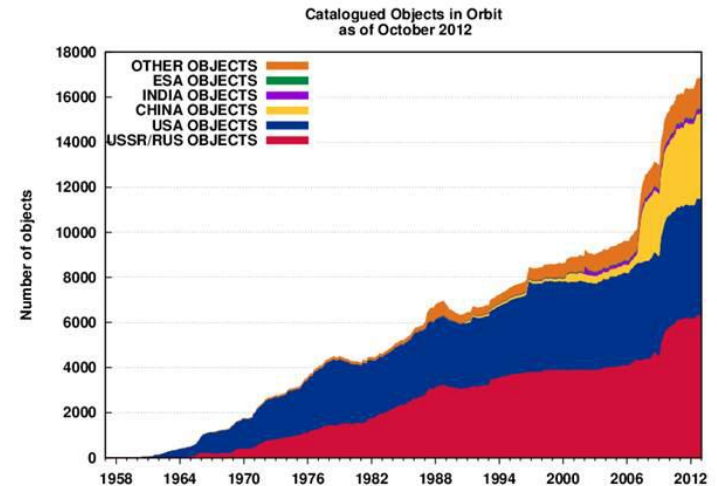 Catalogued Objects in Orbit
as of October 2012
Number of objects
18000
16000
14000
12000
10000
8000
6000
4000
2000
0
OTHER OBJECTS
ESA OBJECTS
INDIA OBJECTS
CHINA OBJECTS
USA OBJECTS
USSR/RUS OBJECTS
1958 1964 1970 1976 1982 1988 1994 2000 2006 2012